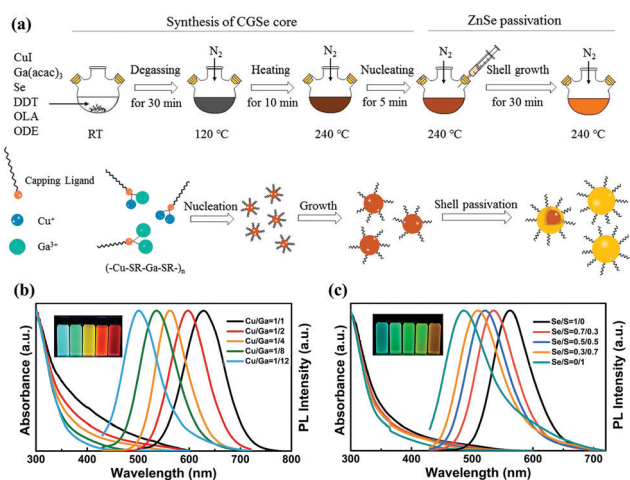 (a)
Synthesis of CGSe core
ZnSe passivation
CuI
Ga(acac)3
Se
DDT
OLA
ODE
RT
Degassing
for 30 min
N2
120 ℃
Heating
for 10 min
N2
240 ℃
Nucleating
for 5 min
N2
240 ℃
Shell growth
for 30 min
N2
240 ℃
Capping Ligand
Cu+
Ga3+
(-Cu-SR-Ga-SR-)n
Nucleation
Growth
Shell passivation
(b)
Absorbance (a.u.)
PL Intensity (a.u.)
Cu/Ga=1/1
Cu/Ga=1/2
Cu/Ga=1/4
Cu/Ga=1/8
Cu/Ga=1/12
300 400 500 600 700 800
Wavelength (nm)
(c)
Absorbance (a.u.)
PL Intensity (a.u.)
Se/S=1/0
Se/S=0.7/0.3
Se/S=0.5/0.5
Se/S=0.3/0.7
Se/S=0/1
300 400 500 600 700
Wavelength (nm)